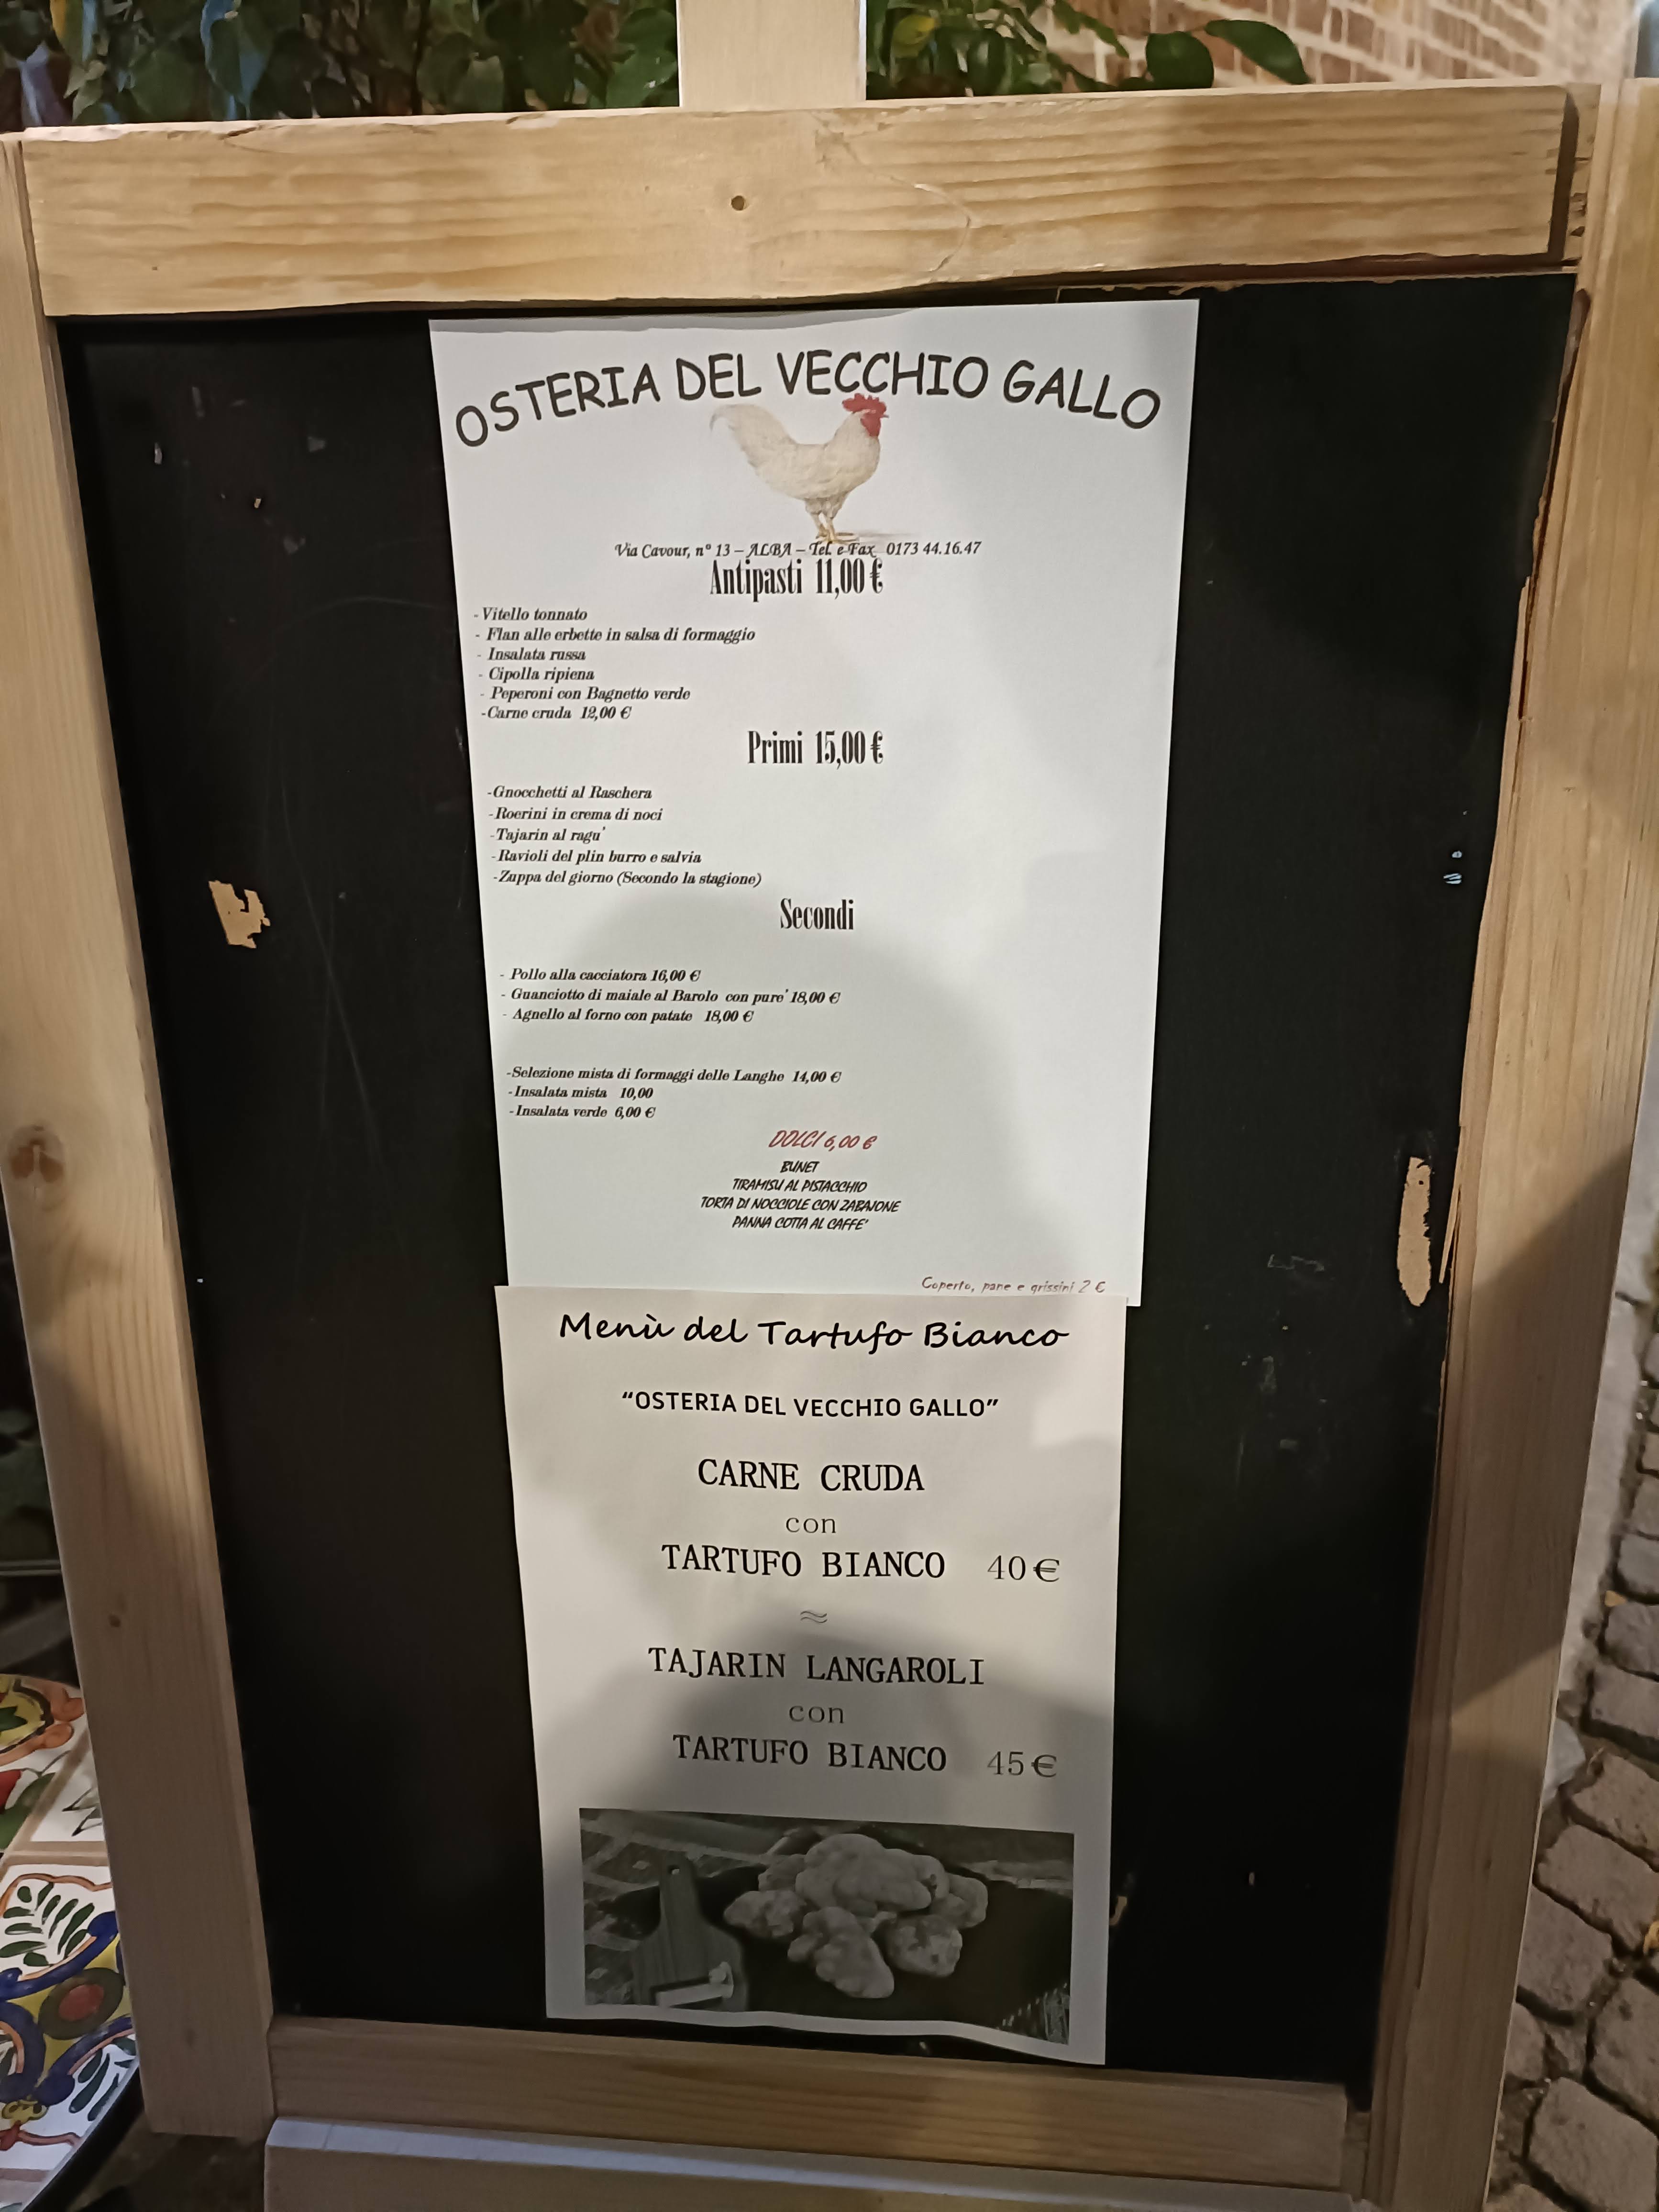 OSTERIA DEL VECCHIO GALLO
Via Cavour, n° 13 – ALBA – Tel. e Fax 0173 44.16.47
Antipasti 11,00 €
- Vitello tonnato
- Flan alle erbette in salsa di formaggio
- Insalata russa
- Cipolla ripiena
- Peperoni con Bagnetto verde
-Carne cruda 12,00 €
Primi 15,00 €
-Gnocchetti al Raschera
-Roerini in crema di noci
-Tajarin al ragu'
-Ravioli del plin burro e salvia
-Zuppa del giorno (Secondo la stagione)
Secondi
- Pollo alla cacciatora 16,00 €
- Guanciotto di maiale al Barolo con pure' 18,00 €
- Agnello al forno con patate 18,00 €
-Selezione mista di formaggi delle Langhe 14,00 €
-Insalata mista 10,00
-Insalata verde 6,00 €
DOLCI 6,00 €
BUNET
TIRAMISU AL PISTACCHIO
TORTA DI NOCCIOLE CON ZABAJONE
PANNA COTTA AL CAFFE'
Coperto, pane e grissini 2 €
Menù del Tartufo Bianco
“OSTERIA DEL VECCHIO GALLO”
CARNE CRUDA
con
TARTUFO BIANCO 40€
≈
TAJARIN LANGAROLI
con
TARTUFO BIANCO 45€